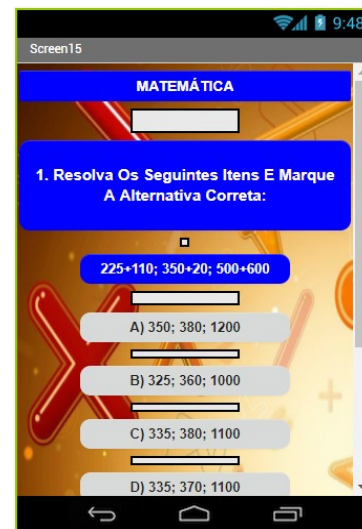 9:48
Screen15
MATEMÁTICA
1. Resolva Os Seguintes Itens E Marque
A Alternativa Correta:
225+110; 350+20; 500+600
A) 350; 380; 1200
B) 325; 360; 1000
C) 335; 380; 1100
D) 335; 370; 1100